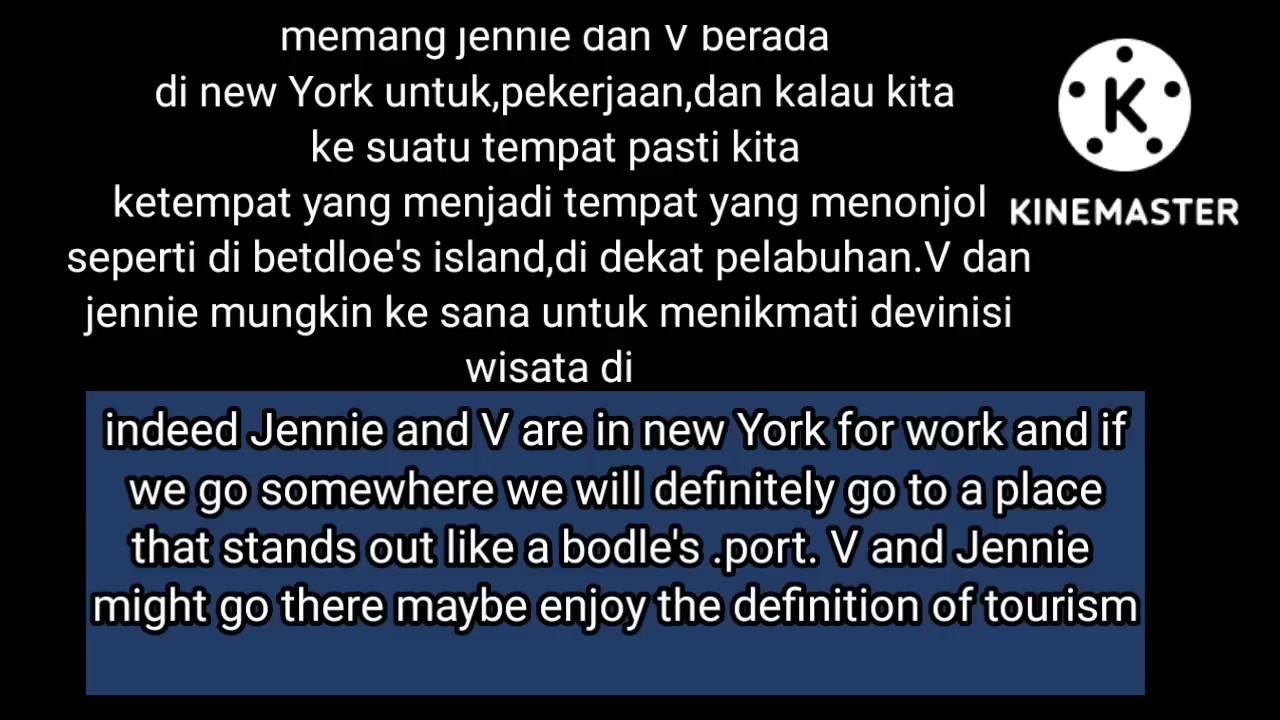 memang jennie dan V berada
di new York untuk,pekerjaan,dan kalau kita
ke suatu tempat pasti kita
ketempat yang menjadi tempat yang menonjol
seperti di betdloe's island,di dekat pelabuhan.V dan
jennie mungkin ke sana untuk menikmati devinisi
wisata di
K
KINEMASTER
indeed Jennie and V are in new York for work and if
we go somewhere we will definitely go to a place
that stands out like a bodle's .port. V and Jennie
might go there maybe enjoy the definition of tourism